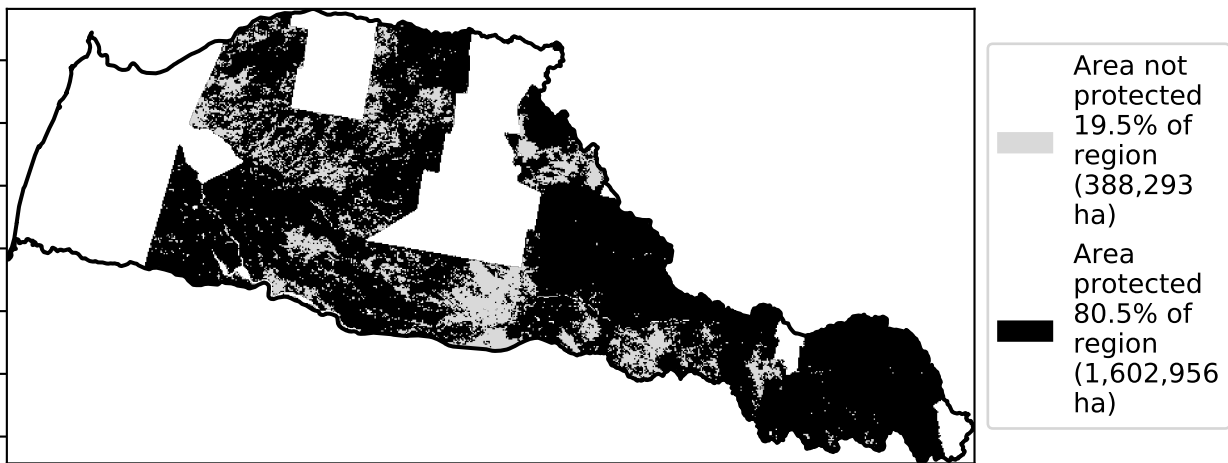 Area not
protected
19.5% of
region
(388,293
ha)
Area
protected
80.5% of
region
(1,602,956
ha)